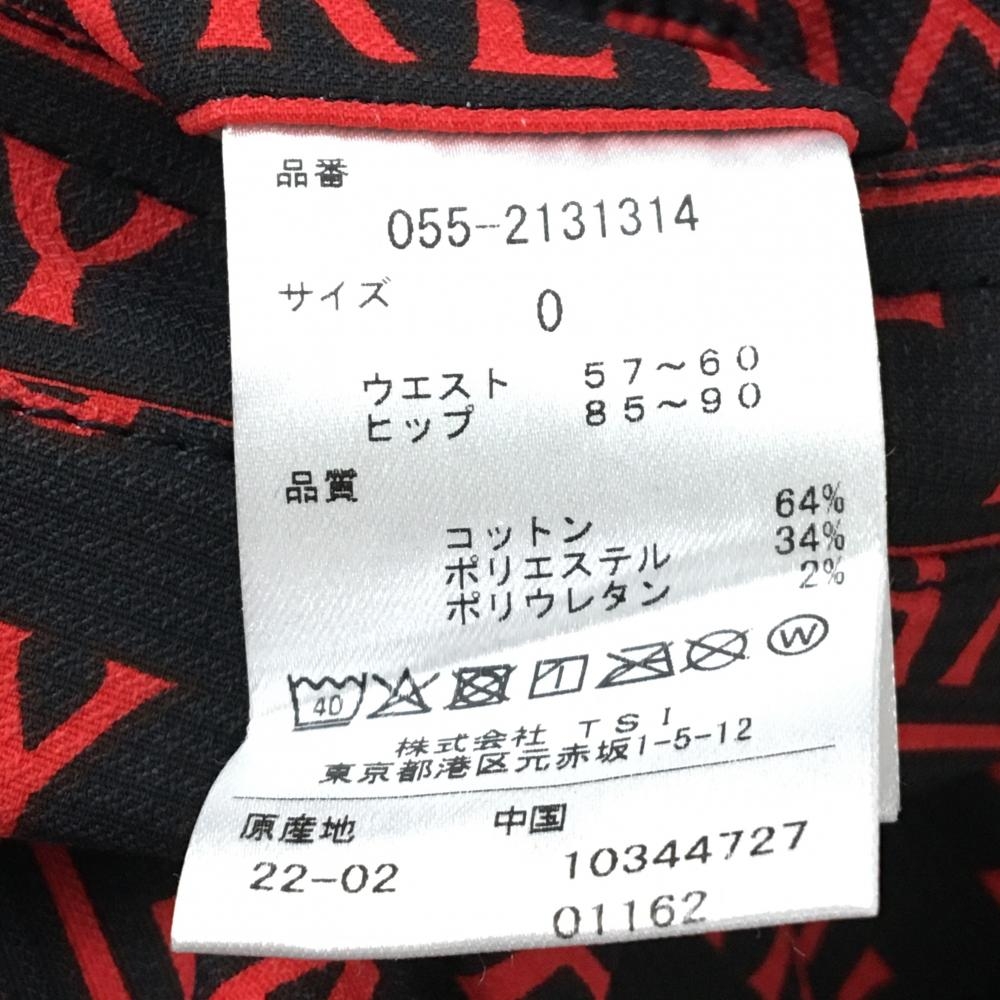 品番
055-2131314
サイズ 0
ウエスト 57～60
ヒップ 85～90
品質
コットン 64%
ポリエステル 34%
ポリウレタン 2%
40
W
株式会社 TSI
東京都港区元赤坂1-5-12
原産地 中国
22-02 10344727
01162